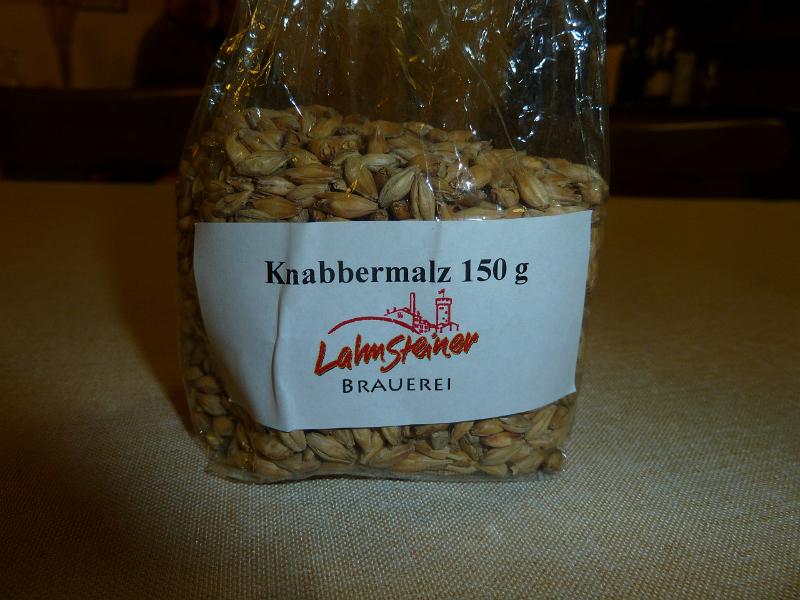 Knabbermalz 150 g
Lahnsteiner
BRAUEREI